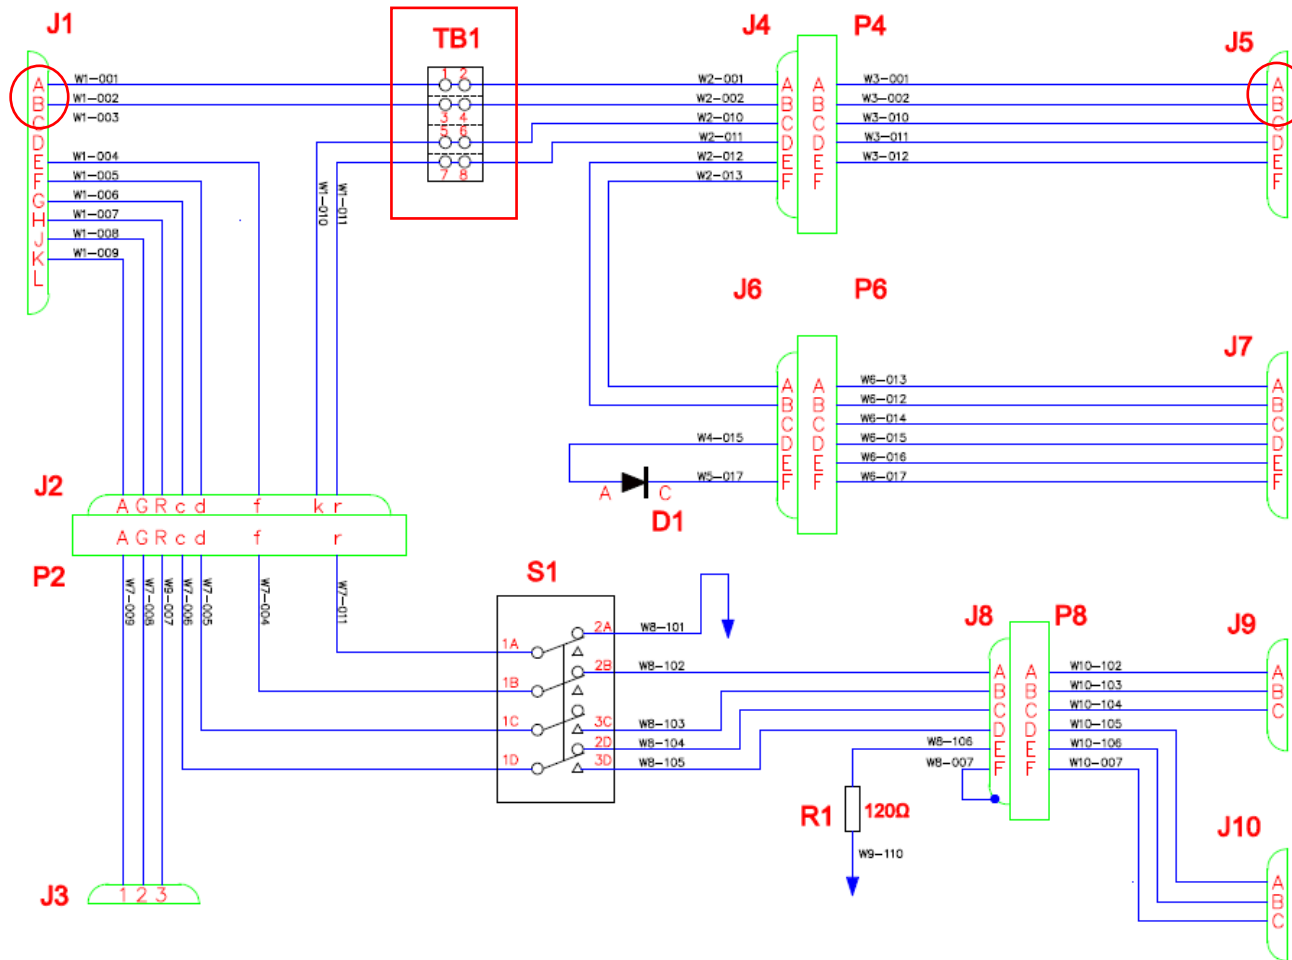 J1
TB1
J4
P4
J5
A W1-001 1 2 W2-001 A A W3-001 A
B W1-002 W2-002 B B W3-002 B
C W1-003 3 4 W2-010 C C W3-010 C
D 5 6 W2-011 D D W3-011 D
E W1-004 W2-012 E E W3-012 E
F W1-005 7 8 W2-013 F F F
G W1-006
H W1-007
J W1-008
K W1-009
L
W1-010
W1-011
J6
P6
J7
A A W6-013 A
B B W6-012 B
C C W6-014 C
W4-015 D D W6-015 D
E E W6-016 E
A C W5-017 F F W6-017 F
D1
J2
A G R c d f k r
A G R c d f r
P2
W7-009
W7-008
W9-007
W7-006
W7-005
W7-004
W7-011
S1
1A 2A W8-101
1B 2B W8-102
1C 3C W8-103
2D W8-104
1D 3D W8-105
J8
P8
J9
A A W10-102 A
B B W10-103 B
C C W10-104 C
D D W10-105
W8-106 E E W10-106
W8-007 F F W10-007
R1 120Ω
W9-110
J10
A
B
C
J3
1 2 3